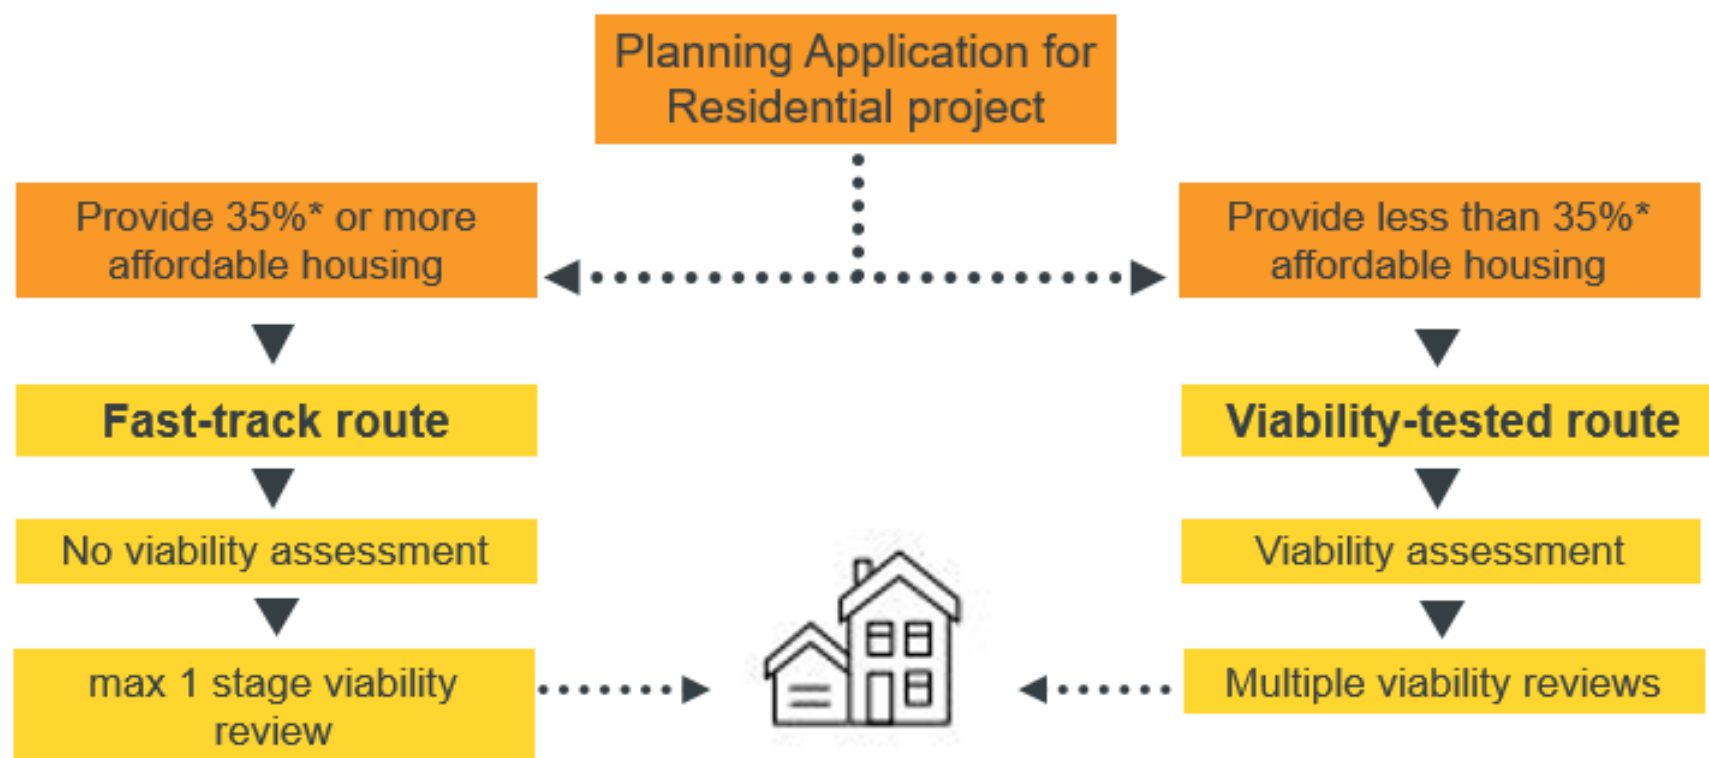 Planning Application for
Residential project
Provide 35%* or more
affordable housing
Provide less than 35%*
affordable housing
Fast-track route
Viability-tested route
No viability assessment
Viability assessment
max 1 stage viability
review
Multiple viability reviews